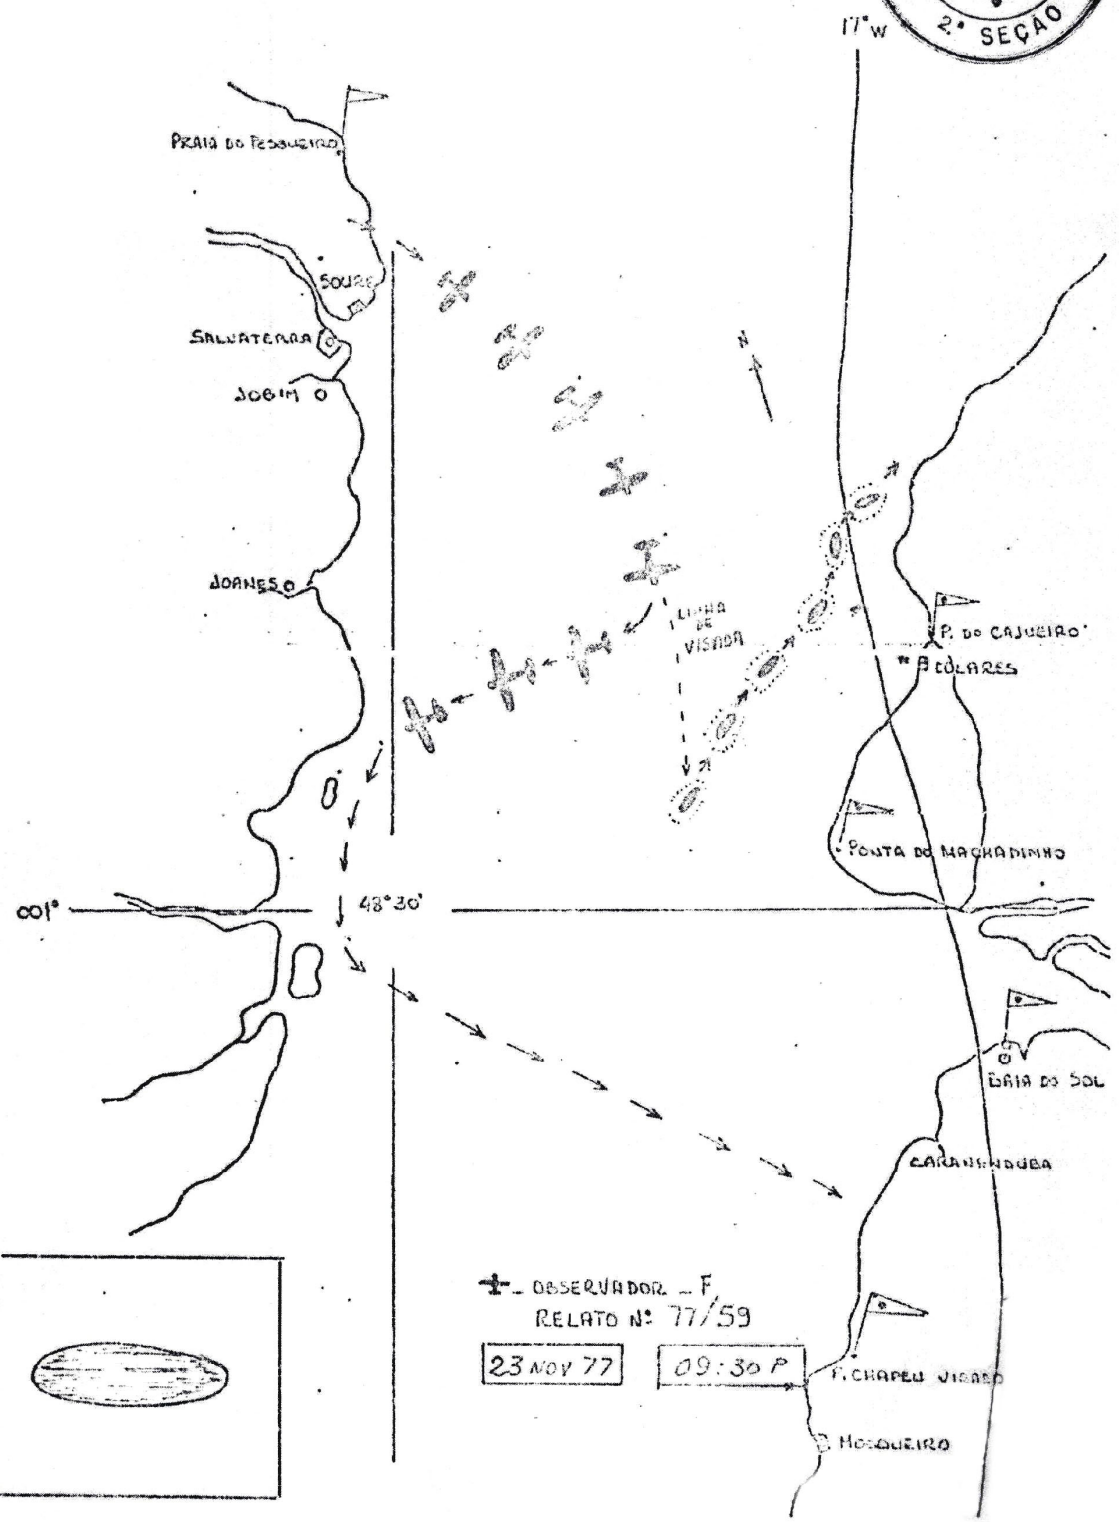 2ª SEÇÃO
17°W
PRAIA DO PESQUEIRO
SOURE
SALVATERRA
JOBIM
N
JOANES
LINHA
DE
VISADA
P. DO CAJUEIRO
COLARES
PONTA DO MACHADINHO
001°
48°30'
BAIA DO SOL
CARANANDUBA
- OBSERVADOR - F,
RELATO Nº 77/59
23 NOV 77
09:30 P
P. CHAPEU VIRADO
MOSQUEIRO